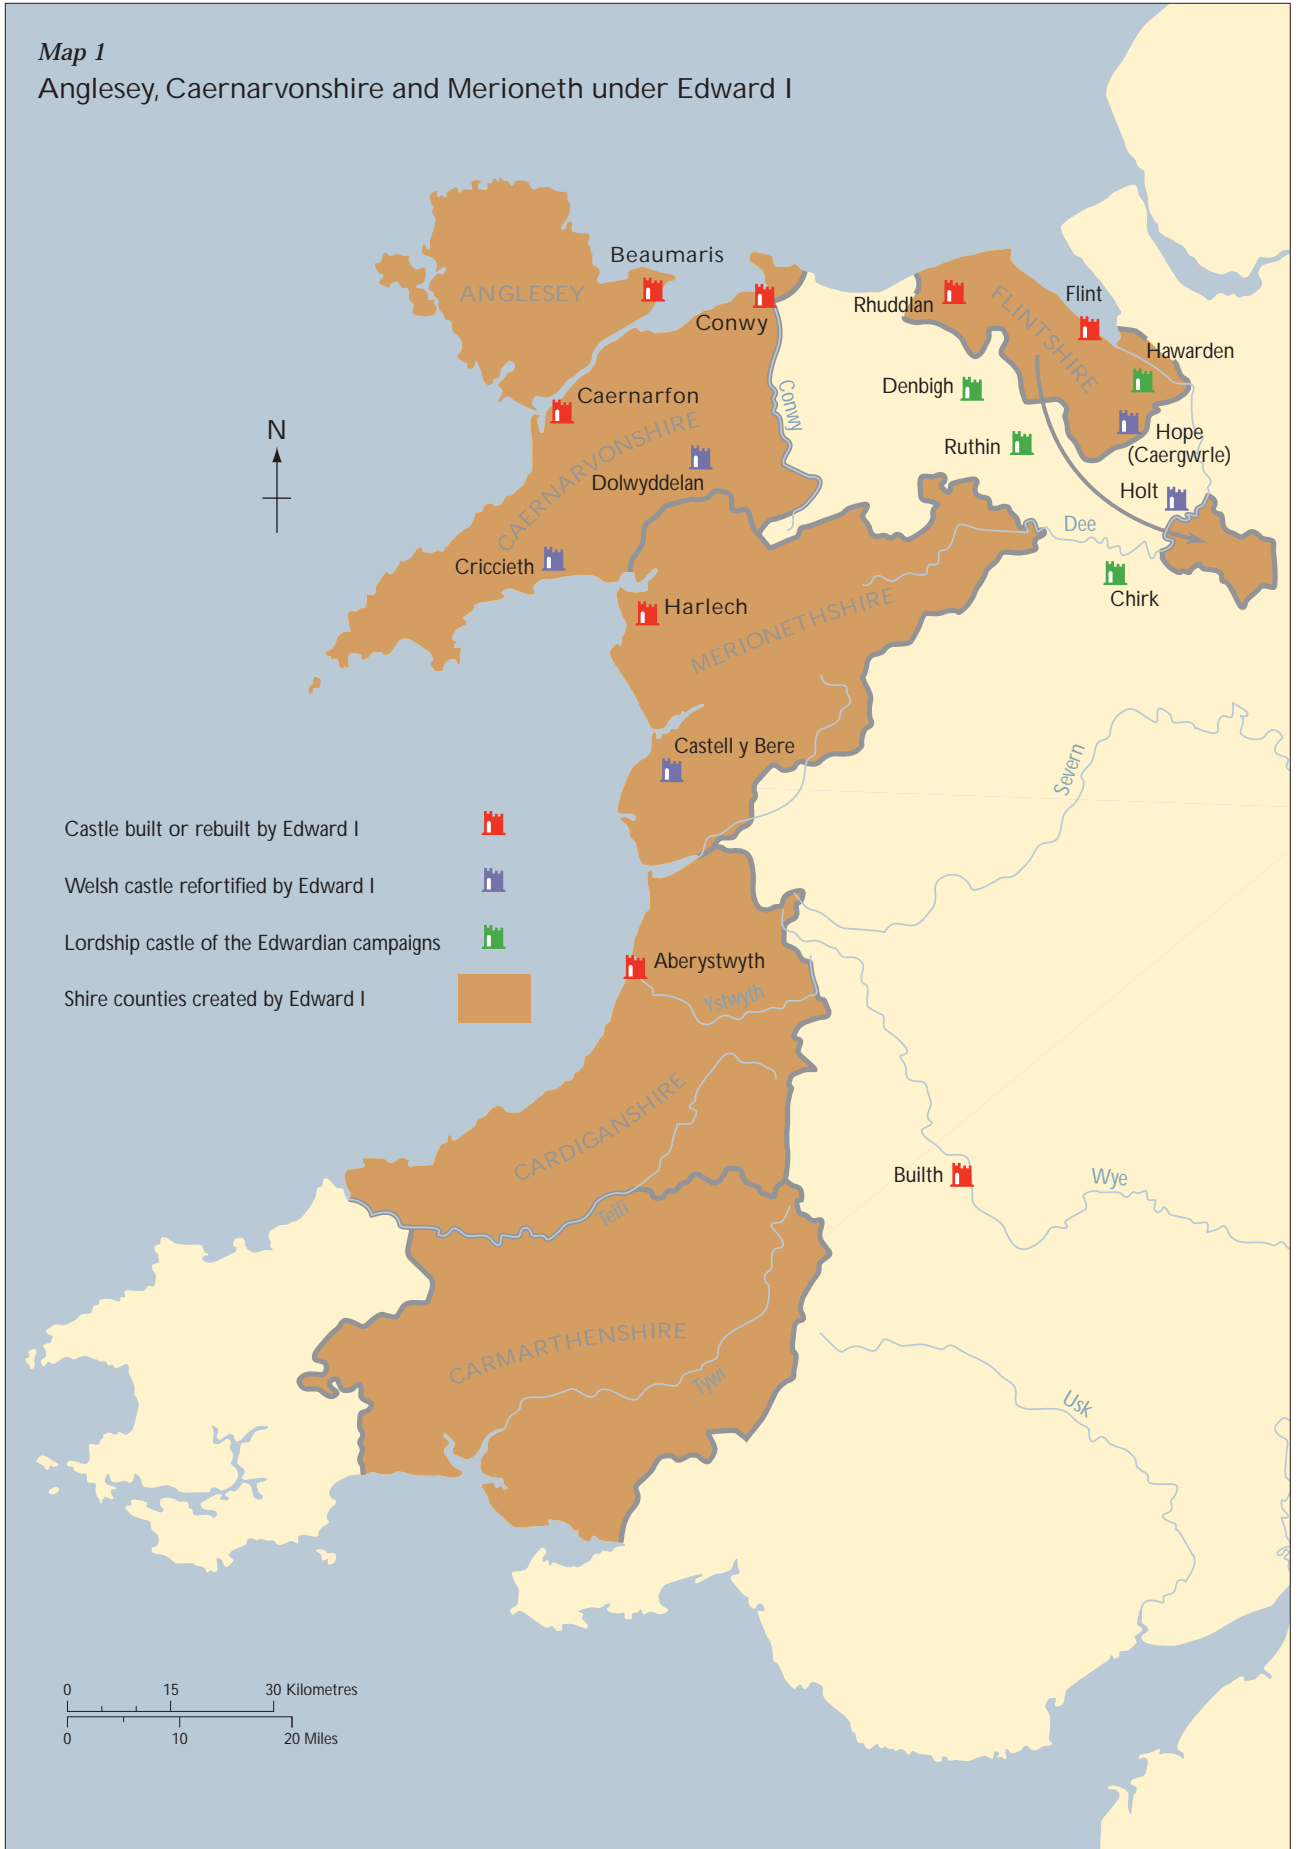 Map 1
Anglesey, Caernarvonshire and Merioneth under Edward I
Beaumaris
ANGLESEY
Conwy
Rhuddlan
Flint
FLINTSHIRE
Hawarden
Denbigh
Conwy
Caernarfon
Hope
(Caergwrle)
Ruthin
N
CAERNARVONSHIRE
Dolwyddelan
Holt
Dee
Criccieth
Chirk
Harlech
MERIONETHSHIRE
Castell y Bere
Severn
Castle built or rebuilt by Edward I
Welsh castle refortified by Edward I
Lordship castle of the Edwardian campaigns
Shire counties created by Edward I
Aberystwyth
Ystwyth
CARDIGANSHIRE
Builth
Wye
Telfi
CARMARTHENSHIRE
Tywi
Usk
0 15 30 Kilometres
0 10 20 Miles